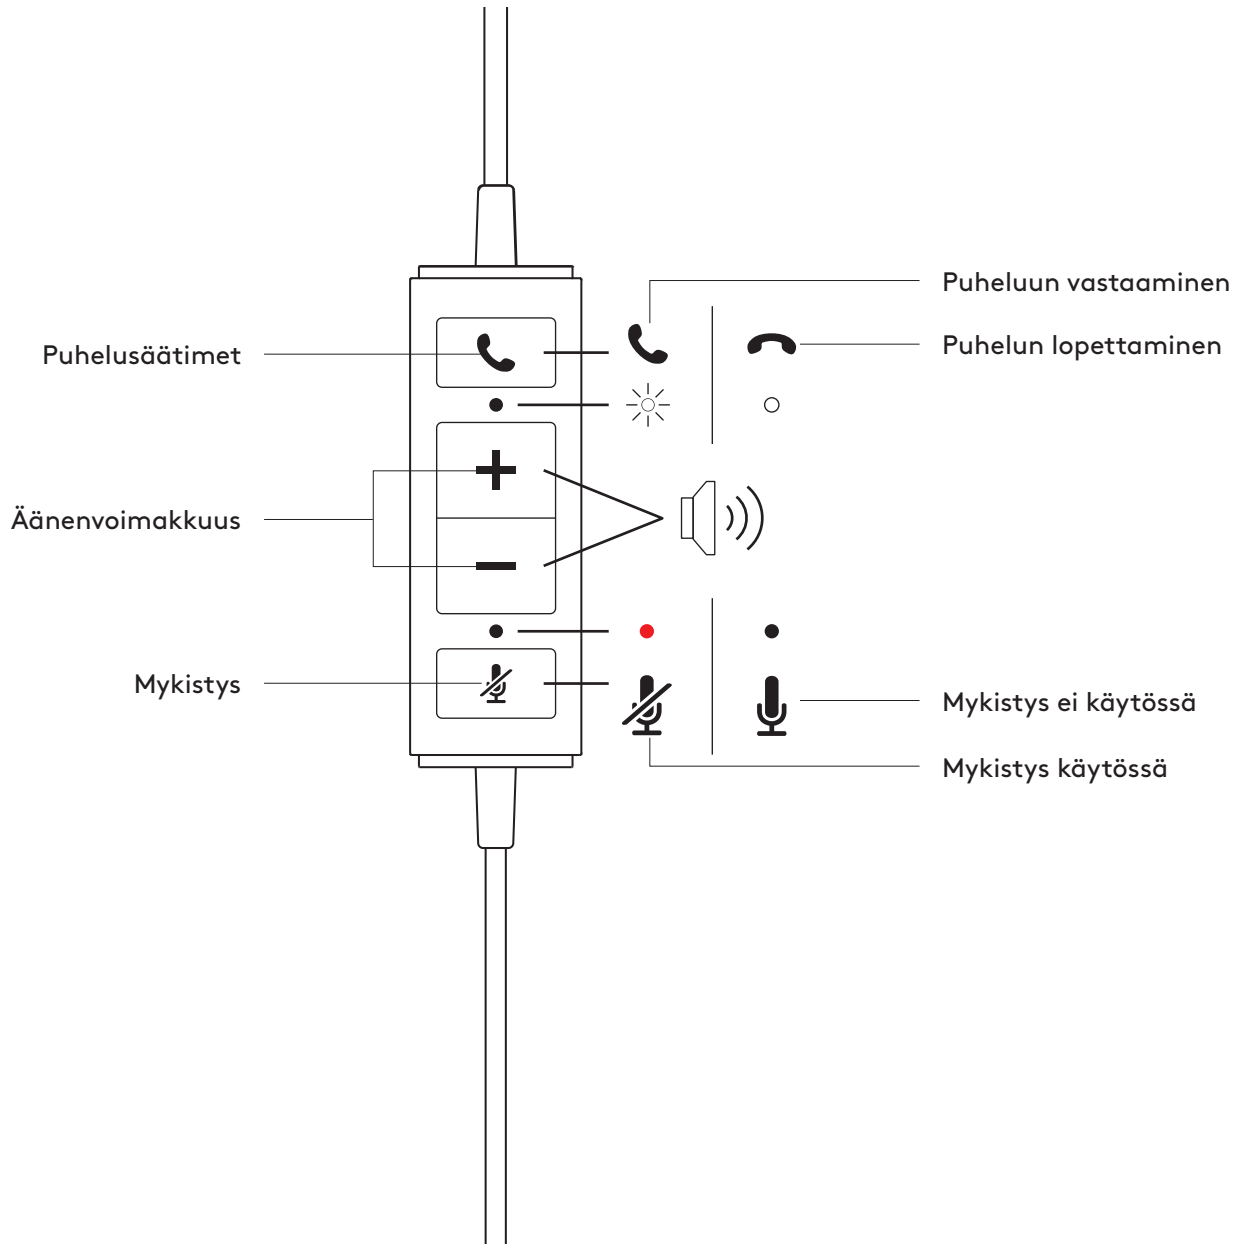 Puheluun vastaaminen
Puhelusäätimet
Puhelun lopettaminen
Äänenvoimakkuus
Mykistys
Mykistys ei käytössä
Mykistys käytössä